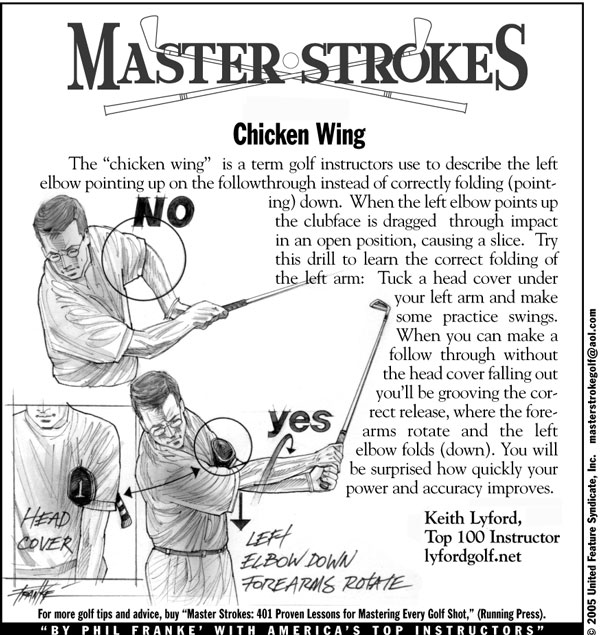 MASTER STROKES
Chicken Wing
The “chicken wing” is a term golf instructors use to describe the left
elbow pointing up on the followthrough instead of correctly folding (point-
ing) down. When the left elbow points up
the clubface is dragged through impact
in an open position, causing a slice. Try
this drill to learn the correct folding of
the left arm: Tuck a head cover under
your left arm and make
some practice swings.
When you can make a
follow through without
the head cover falling out
you’ll be grooving the cor-
rect release, where the fore-
arms rotate and the left
elbow folds (down). You will
be surprised how quickly your
power and accuracy improves.
NO
yes
1
HEAD
COVER
LEFT
ELBOW DOWN
FOREARMS ROTATE
FRANKE
Keith Lyford,
Top 100 Instructor
lyfordgolf.net
For more golf tips and advice, buy “Master Strokes: 401 Proven Lessons for Mastering Every Golf Shot,” (Running Press).
"BY PHIL FRANKE' WITH AMERICA'S TOP INSTRUCTORS"
© 2005 United Feature Syndicate, Inc. masterstrokegolf@aol.com